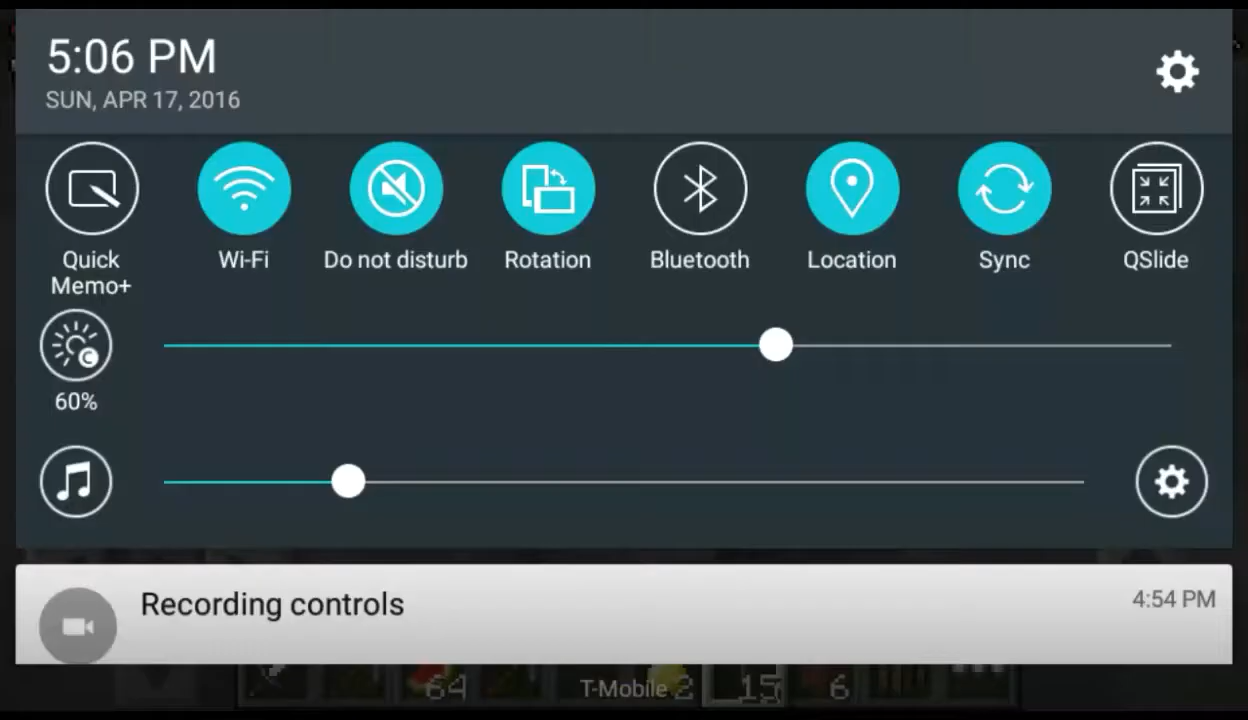 5:06 PM
SUN, APR 17, 2016
Quick Memo+
Wi-Fi
Do not disturb
Rotation
Bluetooth
Location
Sync
QSlide
60%
Recording controls
4:54 PM
64
T-Mobile
2
15
6